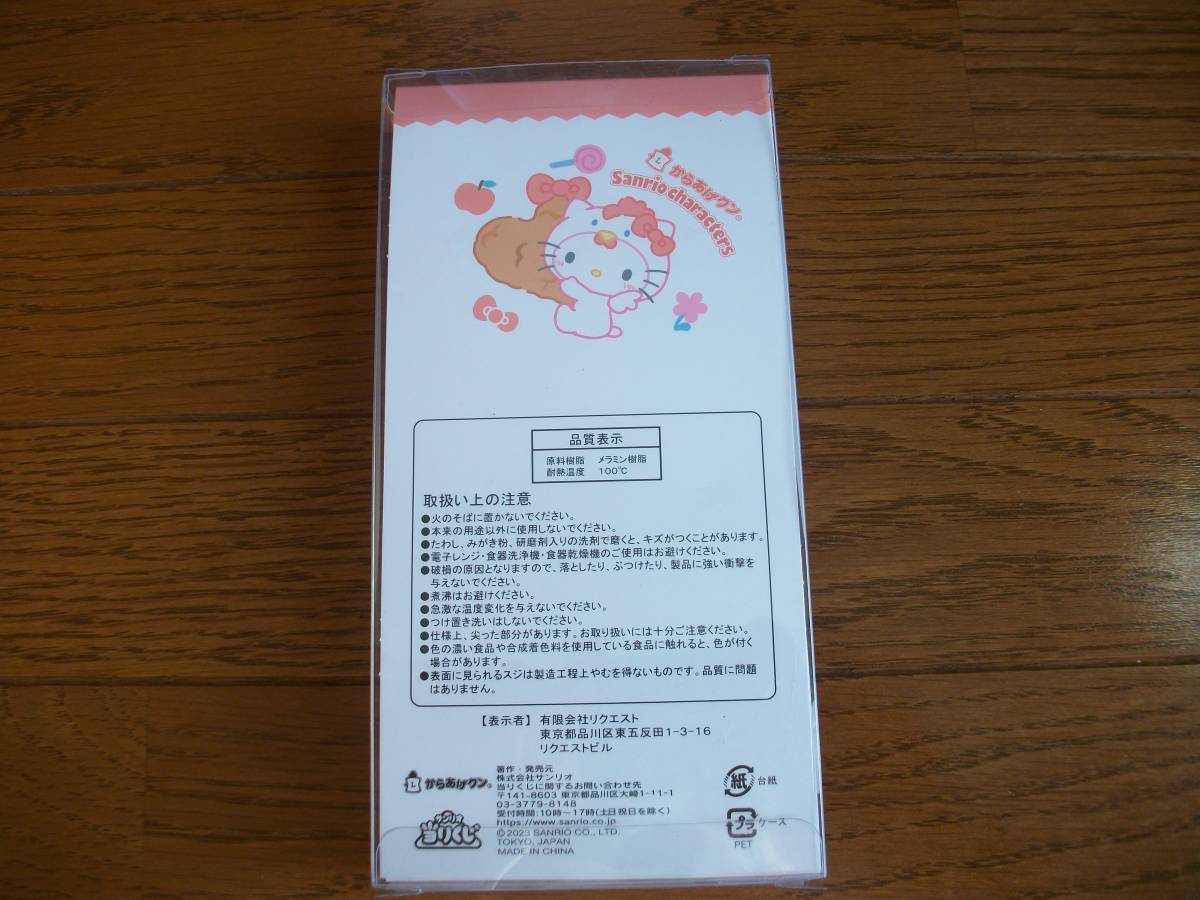 からあげクン®
Sanrio characters
品質表示
原料樹脂 メラミン樹脂
耐熱温度 100℃
取扱い上の注意
●火のそばに置かないでください。
●本来の用途以外に使用しないでください。
●たわし、みがき粉、研磨剤入りの洗剤で磨くと、キズがつくことがあります。
●電子レンジ・食器洗浄機・食器乾燥機のご使用はお避けください。
●破損の原因となりますので、落としたり、ぶつけたり、製品に強い衝撃を
与えないでください。
●煮沸はお避けください。
●急激な温度変化を与えないでください。
●つけ置き洗いはしないでください。
●仕様上、尖った部分があります。お取り扱いには十分ご注意ください。
●色の濃い食品や合成着色料を使用している食品に触れると、色が付く
場合があります。
●表面に見られるスジは製造工程上やむを得ないものです。品質に問題
はありません。
【表示者】 有限会社リクエスト
東京都品川区東五反田1-3-16
リクエストビル
からあげクン®
サンリオ
当りくじ
著作・発売元
株式会社サンリオ
当りくじに関するお問い合わせ先
〒141-8603 東京都品川区大崎1-11-1
03-3779-8148
受付時間:10時~17時(土日祝日を除く)
https://www.sanrio.co.jp
©2023 SANRIO CO., LTD.
TOKYO, JAPAN
MADE IN CHINA
紙 台紙
プラ ケース
PET